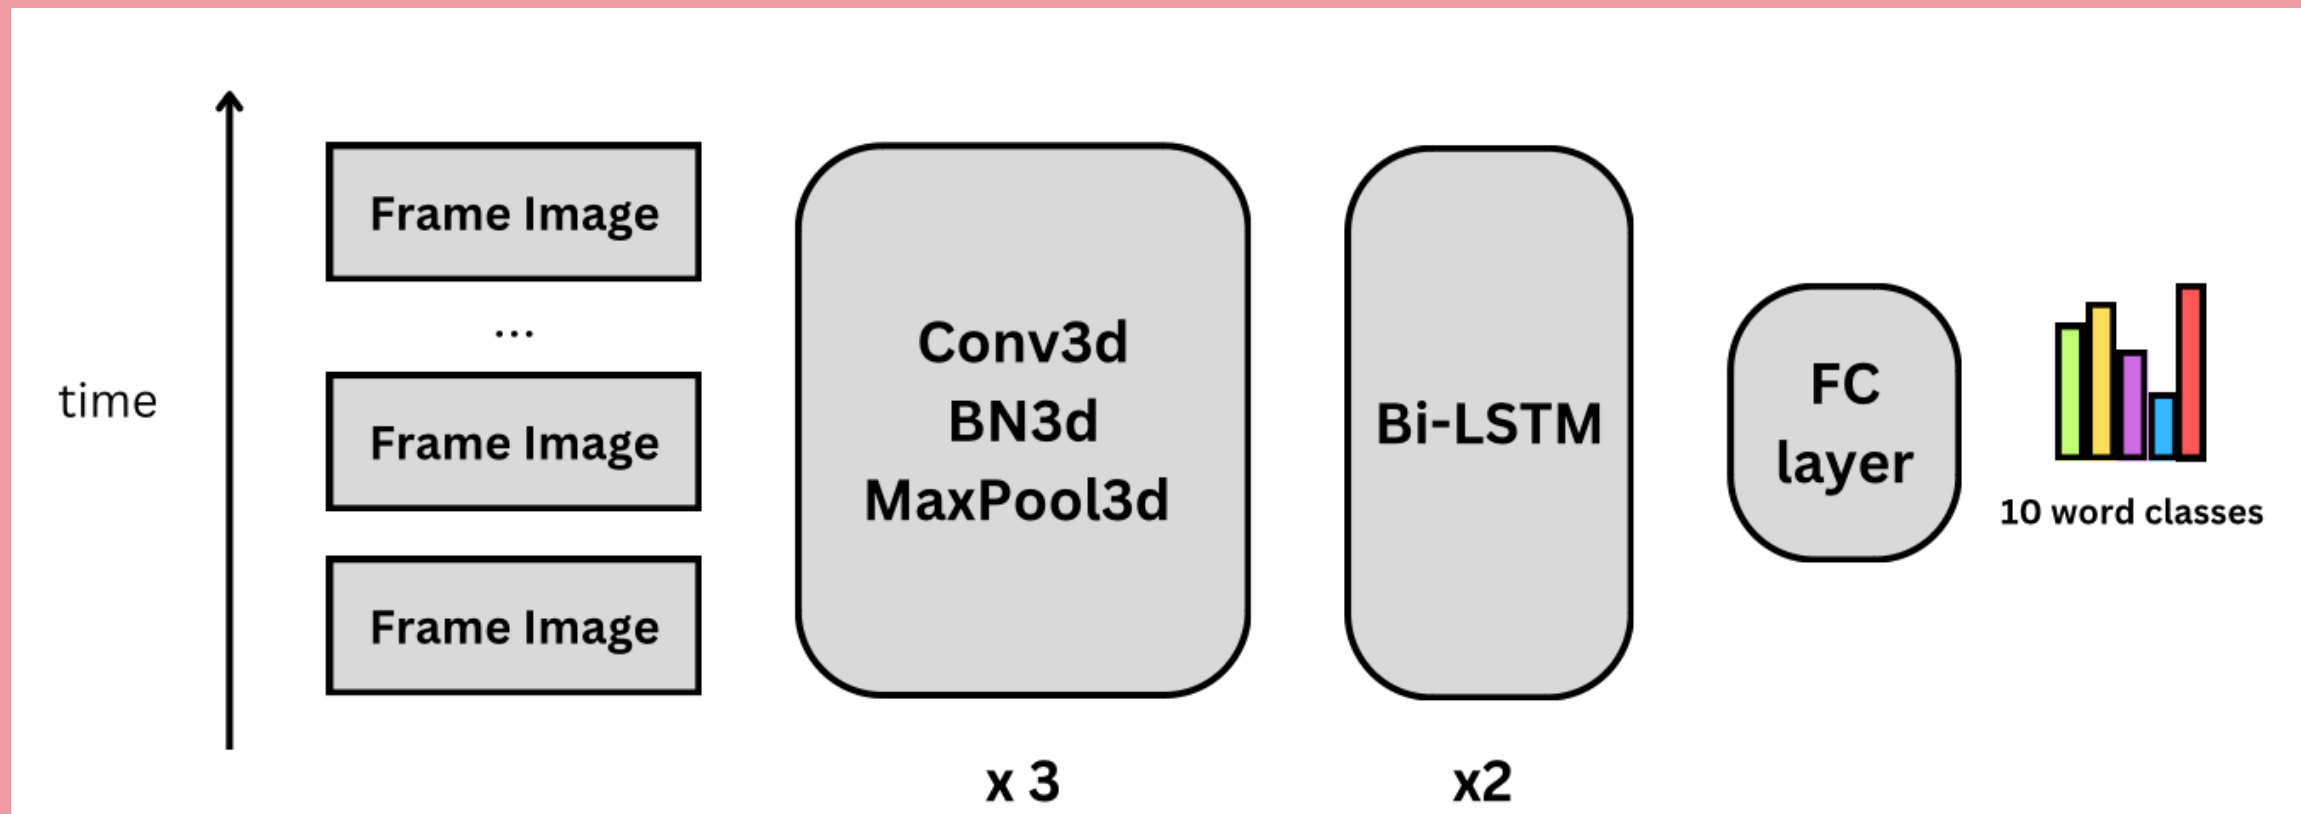 time
Frame Image
...
Frame Image
Frame Image
Conv3d
BN3d
MaxPool3d
x 3
Bi-LSTM
x2
FC
layer
10 word classes